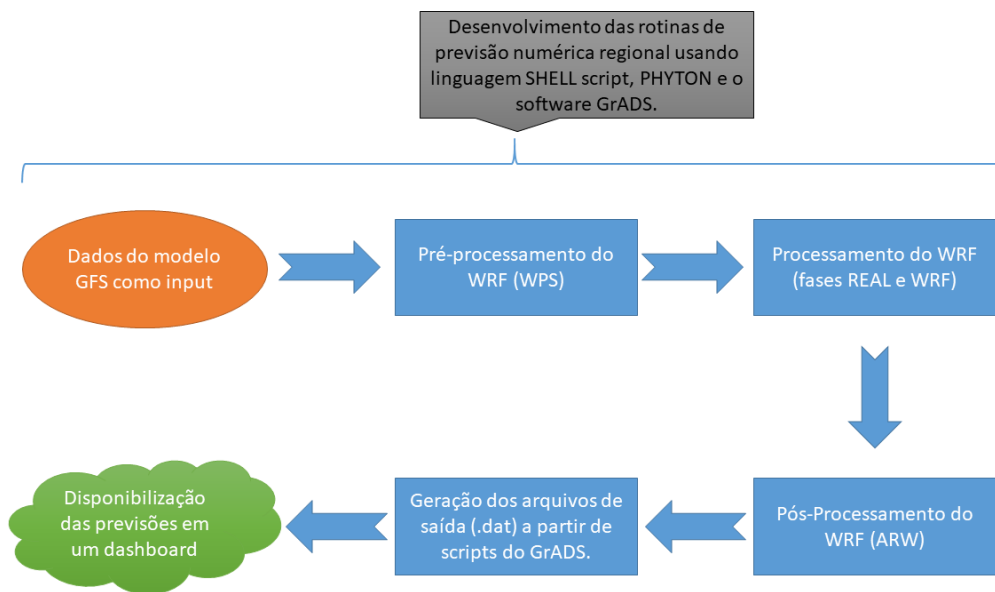 Desenvolvimento das rotinas de
previsão numérica regional usando
linguagem SHELL script, PHYTON e o
software GrADS.
Dados do modelo
GFS como input
Pré-processamento do
WRF (WPS)
Processamento do WRF
(fases REAL e WRF)
Pós-Processamento do
WRF (ARW)
Geração dos arquivos de
saída (.dat) a partir de
scripts do GrADS.
Disponibilização
das previsões em
um dashboard